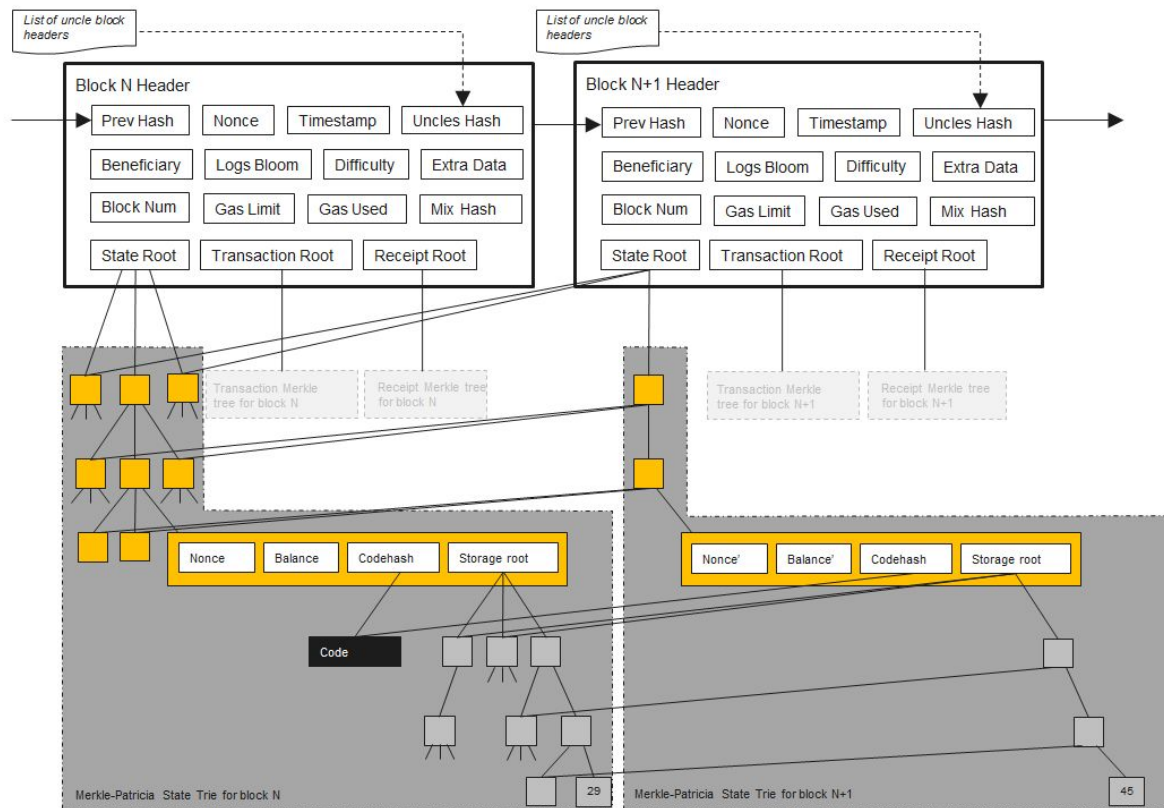 List of uncle block
headers
List of uncle block
headers
Block N Header
Prev Hash
Nonce
Timestamp
Uncles Hash
Beneficiary
Logs Bloom
Difficulty
Extra Data
Block Num
Gas Limit
Gas Used
Mix Hash
State Root
Transaction Root
Receipt Root
Block N+1 Header
Prev Hash
Nonce
Timestamp
Uncles Hash
Beneficiary
Logs Bloom
Difficulty
Extra Data
Block Num
Gas Limit
Gas Used
Mix Hash
State Root
Transaction Root
Receipt Root
Transaction Merkle
tree for block N
Receipt Merkle tree
for block N
Transaction Merkle
tree for block N+1
Receipt Merkle tree
for block N+1
Nonce
Balance
Codehash
Storage root
Nonce'
Balance'
Codehash
Storage root
Code
29
45
Merkle-Patricia State Trie for block N
Merkle-Patricia State Trie for block N+1